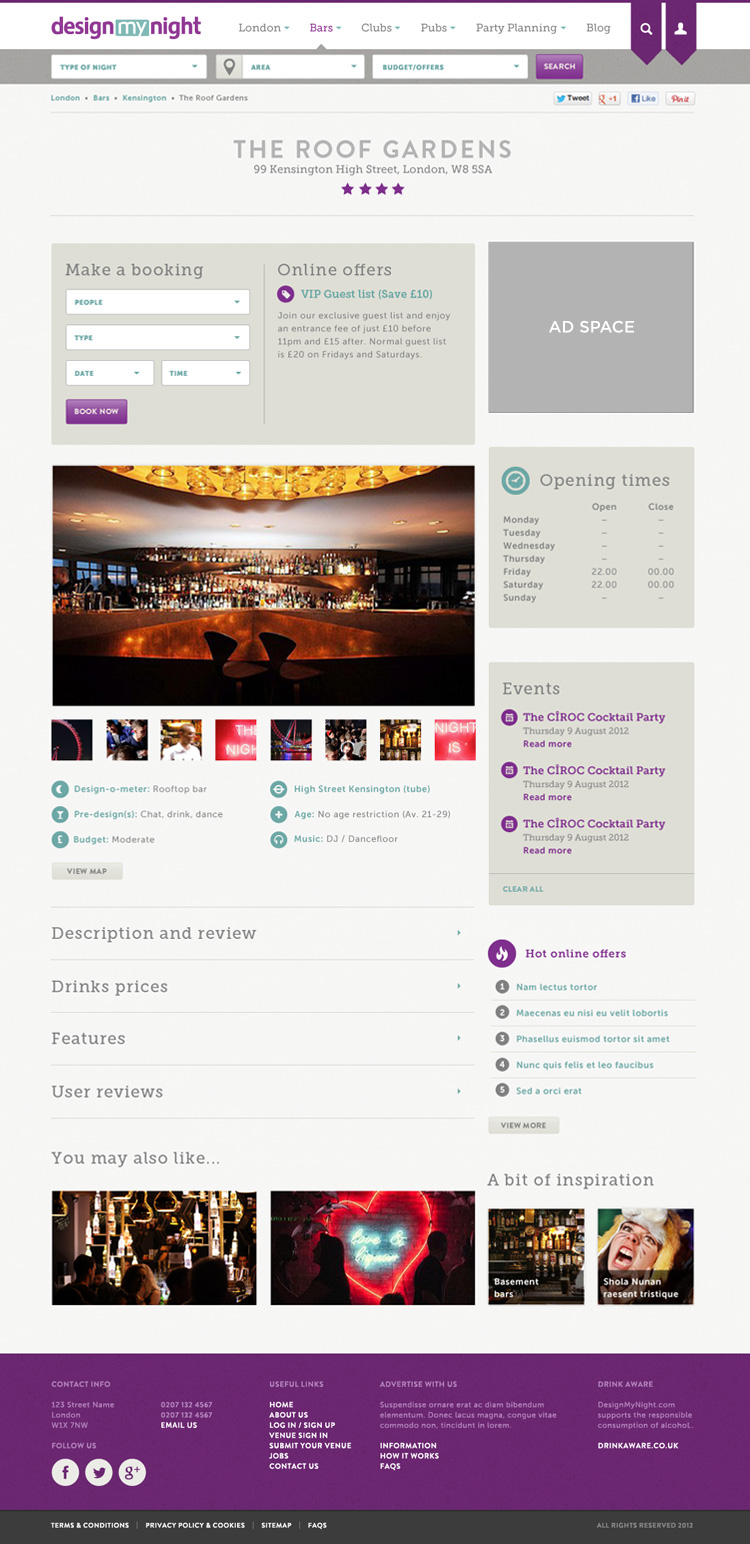 designmynight
London Bars Clubs Pubs Party Planning Blog
TYPE OF NIGHT AREA BUDGET/OFFERS SEARCH
London • Bars • Kensington • The Roof Gardens
Tweet +1 Like Pin it
THE ROOF GARDENS
99 Kensington High Street, London, W8 5SA
Make a booking
PEOPLE
TYPE
DATE TIME
BOOK NOW
Online offers
VIP Guest list (Save £10)
Join our exclusive guest list and enjoy
an entrance fee of just £10 before
11pm and £15 after. Normal guest list
is £20 on Fridays and Saturdays.
AD SPACE
Opening times
Open Close
Monday – –
Tuesday – –
Wednesday – –
Thursday – –
Friday 22.00 00.00
Saturday 22.00 00.00
Sunday – –
THE
NIGH
NIGHT
IS
Design-o-meter: Rooftop bar
Pre-design(s): Chat, drink, dance
£ Budget: Moderate
High Street Kensington (tube)
Age: No age restriction (Av. 21-29)
Music: DJ / Dancefloor
VIEW MAP
Events
The CÎROC Cocktail Party
Thursday 9 August 2012
Read more
The CÎROC Cocktail Party
Thursday 9 August 2012
Read more
The CÎROC Cocktail Party
Thursday 9 August 2012
Read more
CLEAR ALL
Description and review
Drinks prices
Features
User reviews
Hot online offers
1 Nam lectus tortor
2 Maecenas eu nisi eu velit lobortis
3 Phasellus euismod tortor sit amet
4 Nunc quis felis et leo faucibus
5 Sed a orci erat
VIEW MORE
You may also like...
love &
liquor
A bit of inspiration
Basement
bars
Shola Nunan
raesent tristique
CONTACT INFO
123 Street Name
London
W1X 7NW
0207 132 4567
0207 132 4567
EMAIL US
FOLLOW US
f g+
USEFUL LINKS
HOME
ABOUT US
LOG IN / SIGN UP
VENUE SIGN IN
SUBMIT YOUR VENUE
JOBS
CONTACT US
ADVERTISE WITH US
Suspendisse ornare erat ac diam bibendum
elementum. Donec lacus magna, congue vitae
commodo non, tincidunt in lorem.
INFORMATION
HOW IT WORKS
FAQS
DRINK AWARE
DesignMyNight.com
supports the responsible
consumption of alcohol..
DRINKAWARE.CO.UK
TERMS & CONDITIONS | PRIVACY POLICY & COOKIES | SITEMAP | FAQS
ALL RIGHTS RESERVED 2012